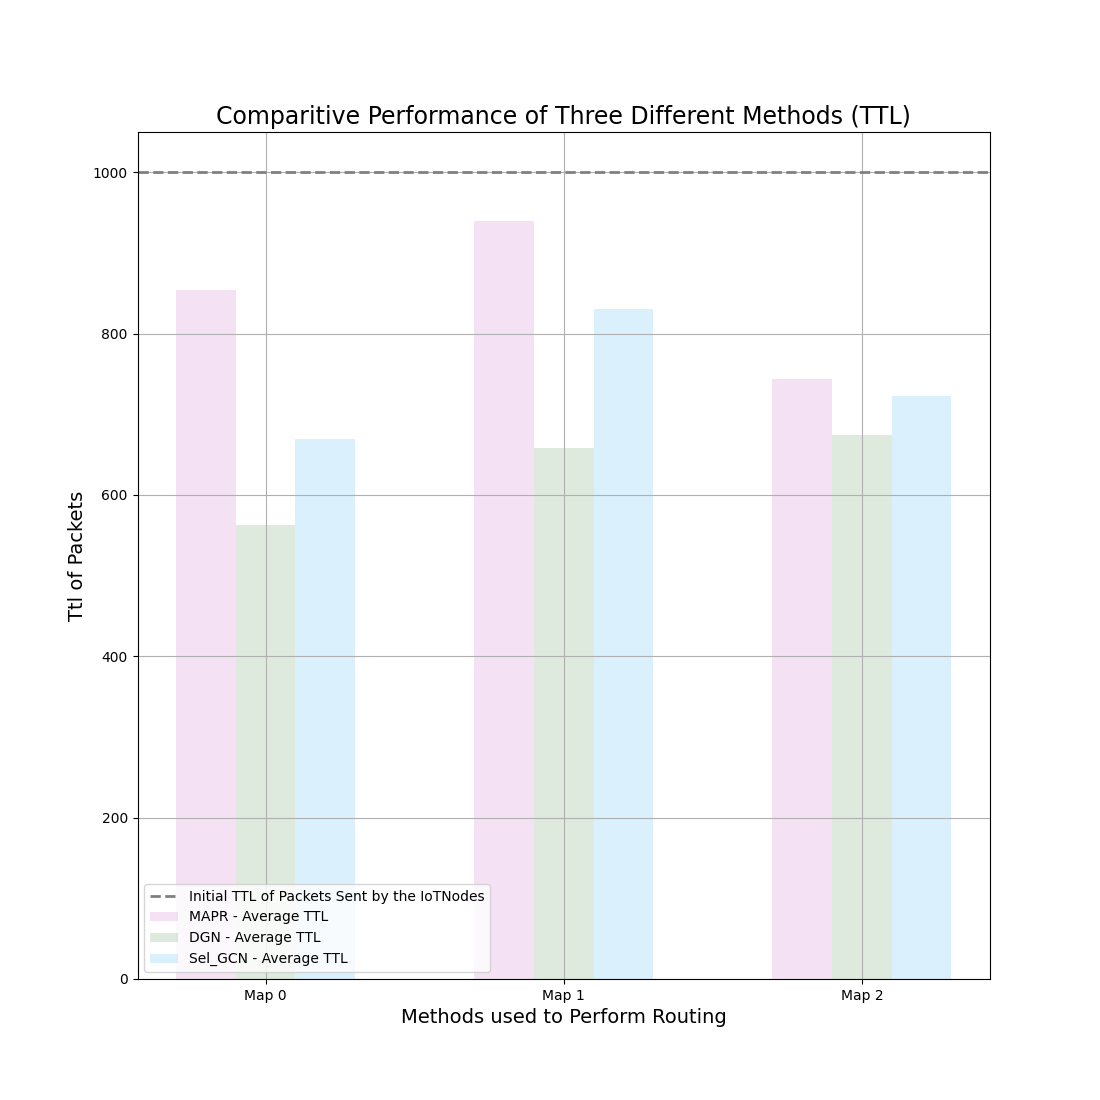 Comparitive Performance of Three Different Methods (TTL)
1000
800
600
400
200
0
Ttl of Packets
Initial TTL of Packets Sent by the IoTNodes
MAPR - Average TTL
DGN - Average TTL
Sel_GCN - Average TTL
Map 0
Map 1
Map 2
Methods used to Perform Routing